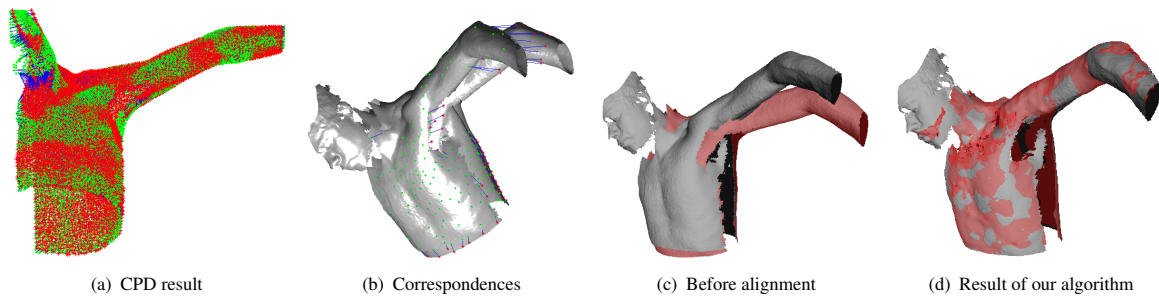 (a) CPD result
(b) Correspondences
(c) Before alignment
(d) Result of our algorithm